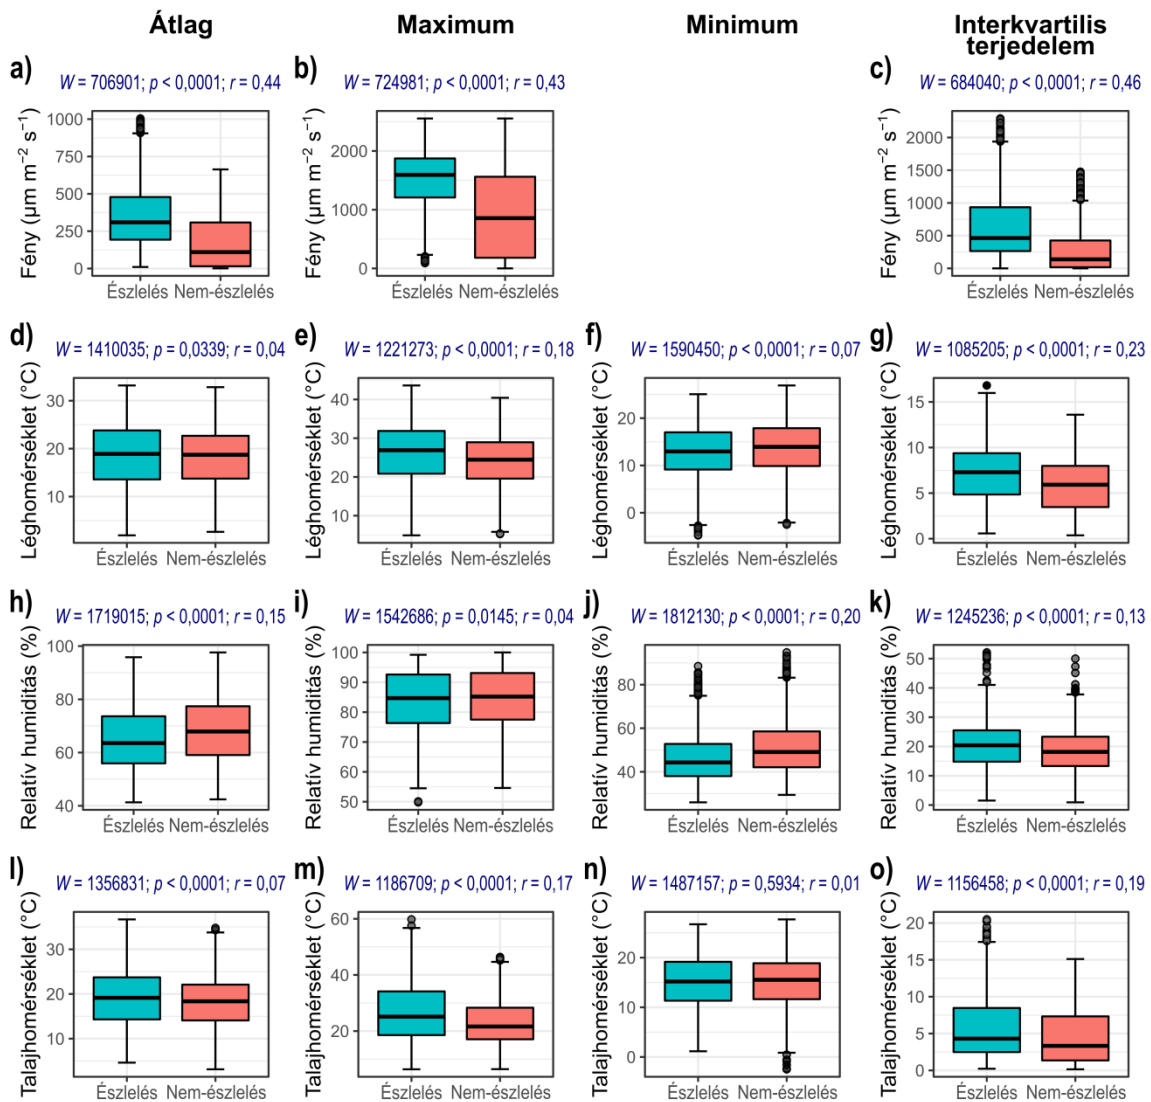 Átlag
Maximum
Minimum
Interkvartilis
terjedelem
a)
W = 706901; p < 0,0001; r = 0,44
Fény (µm m⁻² s⁻¹)
1000
750
500
250
0
Észlelés Nem-észlelés
b)
W = 724981; p < 0,0001; r = 0,43
2000
1000
0
Észlelés Nem-észlelés
c)
W = 684040; p < 0,0001; r = 0,46
Fény (µm m⁻² s⁻¹)
2000
1500
1000
500
0
Észlelés Nem-észlelés
d)
W = 1410035; p = 0,0339; r = 0,04
Léghomérséklet (°C)
30
20
10
Észlelés Nem-észlelés
e)
W = 1221273; p < 0,0001; r = 0,18
Léghomérséklet (°C)
40
30
20
10
Észlelés Nem-észlelés
f)
W = 1590450; p < 0,0001; r = 0,07
Léghomérséklet (°C)
20
10
0
Észlelés Nem-észlelés
g)
W = 1085205; p < 0,0001; r = 0,23
Léghomérséklet (°C)
15
10
5
0
Észlelés Nem-észlelés
h)
W = 1719015; p < 0,0001; r = 0,15
Relatív humiditás (%)
100
80
60
40
Észlelés Nem-észlelés
i)
W = 1542686; p = 0,0145; r = 0,04
Relatív humiditás (%)
100
90
80
70
60
50
Észlelés Nem-észlelés
j)
W = 1812130; p < 0,0001; r = 0,20
Relatív humiditás (%)
80
60
40
Észlelés Nem-észlelés
k)
W = 1245236; p < 0,0001; r = 0,13
Relatív humiditás (%)
50
40
30
20
10
0
Észlelés Nem-észlelés
l)
W = 1356831; p < 0,0001; r = 0,07
Talajhomérséklet (°C)
30
20
10
Észlelés Nem-észlelés
m)
W = 1186709; p < 0,0001; r = 0,17
Talajhomérséklet (°C)
60
40
20
Észlelés Nem-észlelés
n)
W = 1487157; p = 0,5934; r = 0,01
Talajhomérséklet (°C)
20
10
0
Észlelés Nem-észlelés
o)
W = 1156458; p < 0,0001; r = 0,19
Talajhomérséklet (°C)
20
15
10
5
0
Észlelés Nem-észlelés